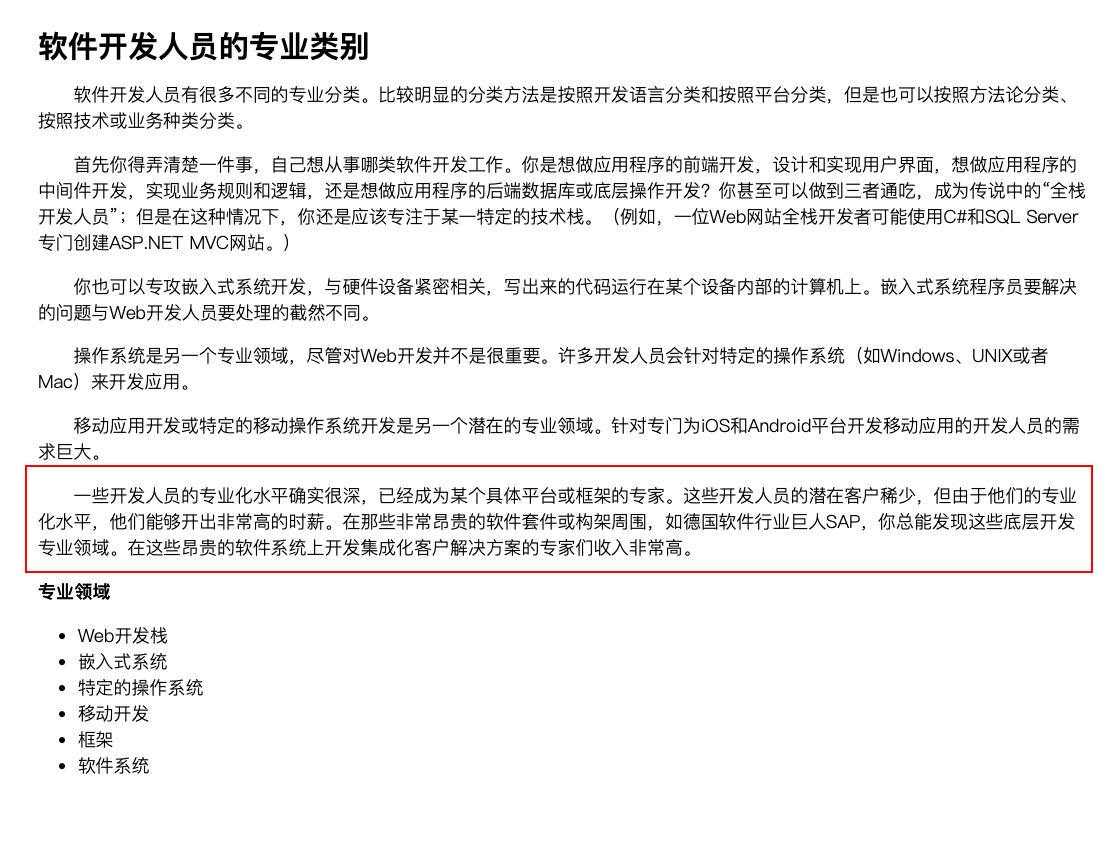 软件开发人员的专业类别
软件开发人员有很多不同的专业分类。比较明显的分类方法是按照开发语言分类和按照平台分类，但是也可以按照方法论分类、
按照技术或业务种类分类。
首先你得弄清楚一件事，自己想从事哪类软件开发工作。你是想做应用程序的前端开发，设计和实现用户界面，想做应用程序的
中间件开发，实现业务规则和逻辑，还是想做应用程序的后端数据库或底层操作开发？你甚至可以做到三者通吃，成为传说中的“全栈
开发人员”；但是在这种情况下，你还是应该专注于某一特定的技术栈。（例如，一位Web网站全栈开发者可能使用C#和SQL Server
专门创建ASP.NET MVC网站。）
你也可以专攻嵌入式系统开发，与硬件设备紧密相关，写出来的代码运行在某个设备内部的计算机上。嵌入式系统程序员要解决
的问题与Web开发人员要处理的截然不同。
操作系统是另一个专业领域，尽管对Web开发并不是很重要。许多开发人员会针对特定的操作系统（如Windows、UNIX或者
Mac）来开发应用。
移动应用开发或特定的移动操作系统开发是另一个潜在的专业领域。针对专门为iOS和Android平台开发移动应用的开发人员的需
求巨大。
一些开发人员的专业化水平确实很深，已经成为某个具体平台或框架的专家。这些开发人员的潜在客户稀少，但由于他们的专业
化水平，他们能够开出非常高的时薪。在那些非常昂贵的软件套件或构架周围，如德国软件行业巨人SAP，你总能发现这些底层开发
专业领域。在这些昂贵的软件系统上开发集成化客户解决方案的专家们收入非常高。
专业领域
• Web开发栈
• 嵌入式系统
• 特定的操作系统
• 移动开发
• 框架
• 软件系统